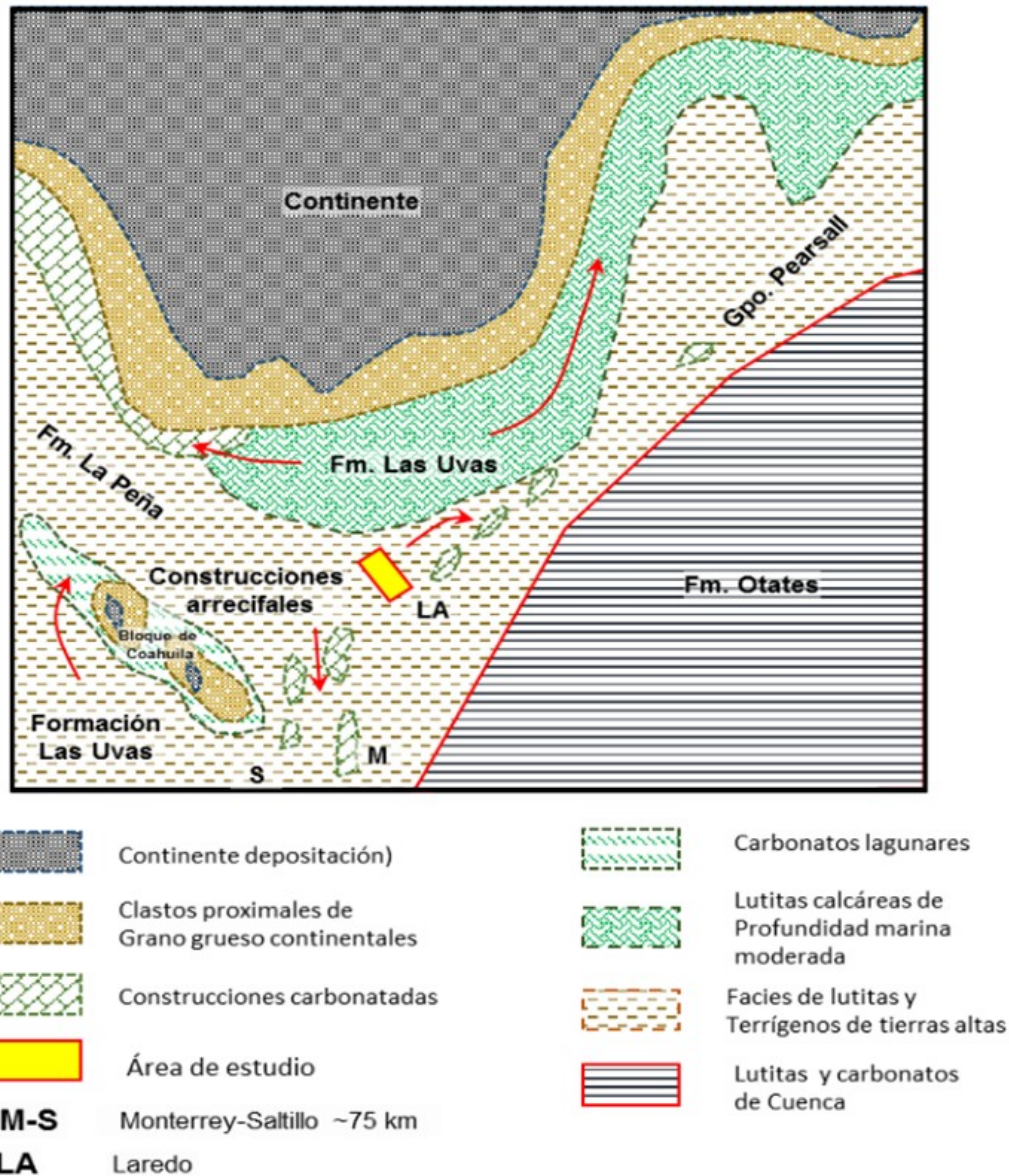 Continente
Gpo. Pearsall
Fm. Las Uvas
Fm. La Peña
Construcciones
arrecifales
LA
Fm. Otates
Bloque de
Coahuila
Formación
Las Uvas
S
M
Continente depositación)
Clastos proximales de
Grano grueso continentales
Construcciones carbonatadas
Área de estudio
M-S Monterrey-Saltillo ~75 km
LA Laredo
Carbonatos lagunares
Lutitas calcáreas de
Profundidad marina
moderada
Facies de lutitas y
Terrígenos de tierras altas
Lutitas y carbonatos
de Cuenca